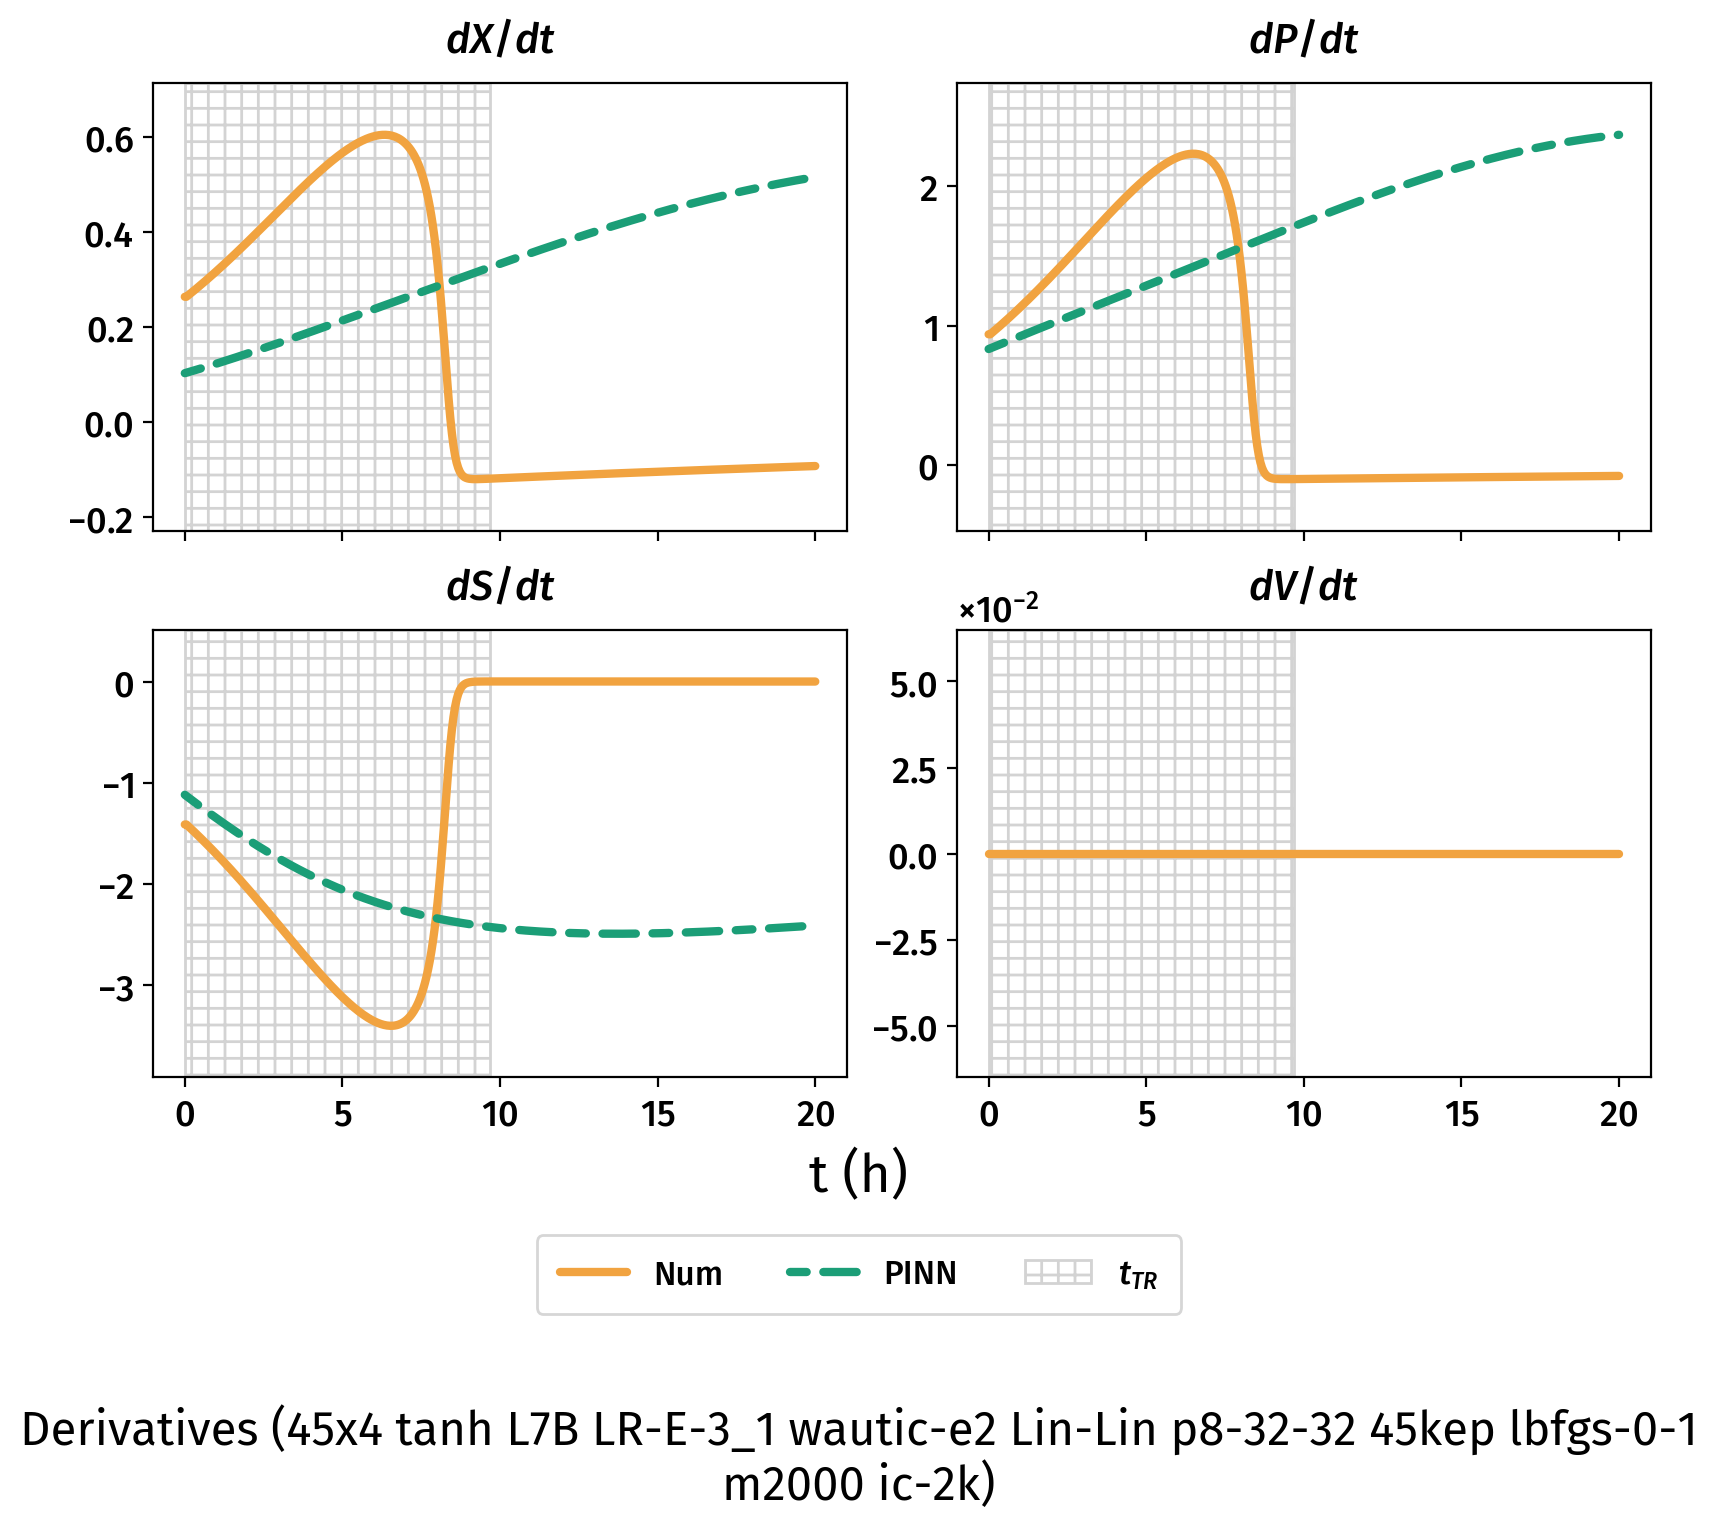 dX/dt
dP/dt
0.6
0.4
0.2
0.0
−0.2
2
1
0
dS/dt
dV/dt
×10⁻²
0
−1
−2
−3
5.0
2.5
0.0
−2.5
−5.0
0 5 10 15 20
0 5 10 15 20
t (h)
Num PINN t_TR
Derivatives (45x4 tanh L7B LR-E-3_1 wautic-e2 Lin-Lin p8-32-32 45kep lbfgs-0-1
m2000 ic-2k)